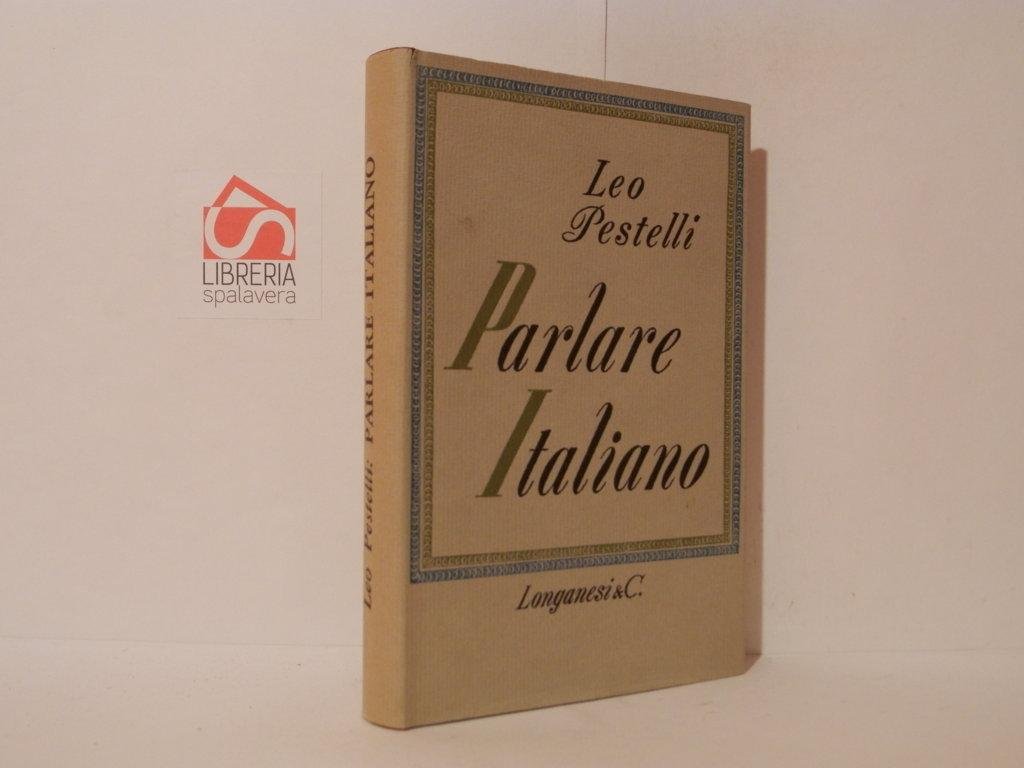 LIBRERIA
spalavera
Leo Pestelli: PARLARE ITALIANO
Leo
Pestelli
Parlare
Italiano
Longanesi & C.